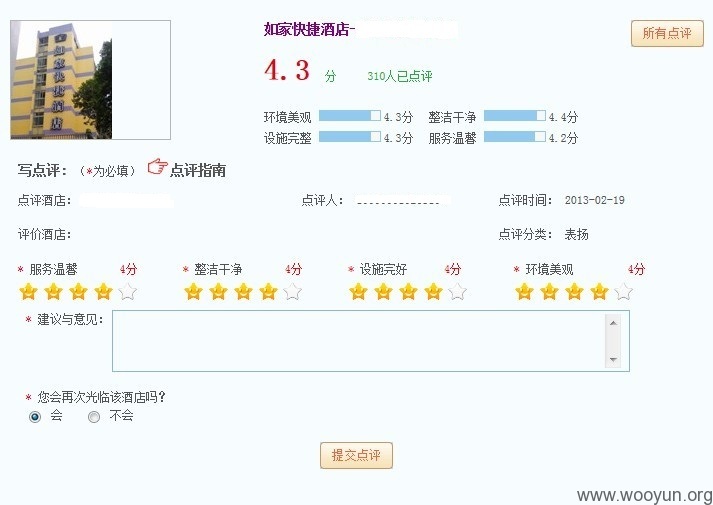 如家快捷酒店-
所有点评
4.3 分 310人已点评
环境美观 4.3分 整洁干净 4.4分
设施完整 4.3分 服务温馨 4.2分
如家快捷酒店
写点评:（*为必填） 点评指南
点评酒店: 点评人: 点评时间: 2013-02-19
评价酒店: 点评分类: 表扬
* 服务温馨 4分 * 整洁干净 4分 * 设施完好 4分 * 环境美观 4分
* 建议与意见:
* 您会再次光临该酒店吗?
会 不会
提交点评
www.wooyun.org